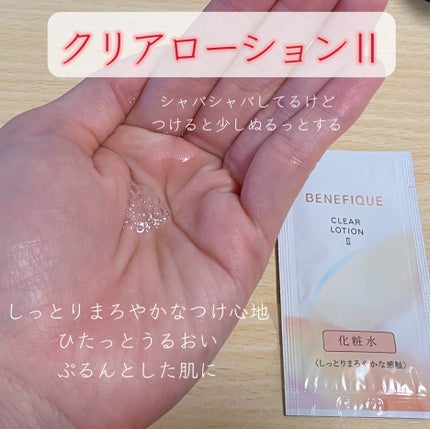 クリアローションⅡ
シャバシャバしてるけど
つけると少しぬるっとする
BENEFIQUE
CLEAR
LOTION
Ⅱ
化粧水
〈しっとりまろやかな感触〉
しっとりまろやかなつけ心地
ひたっとうるおい
ぷるんとした肌に